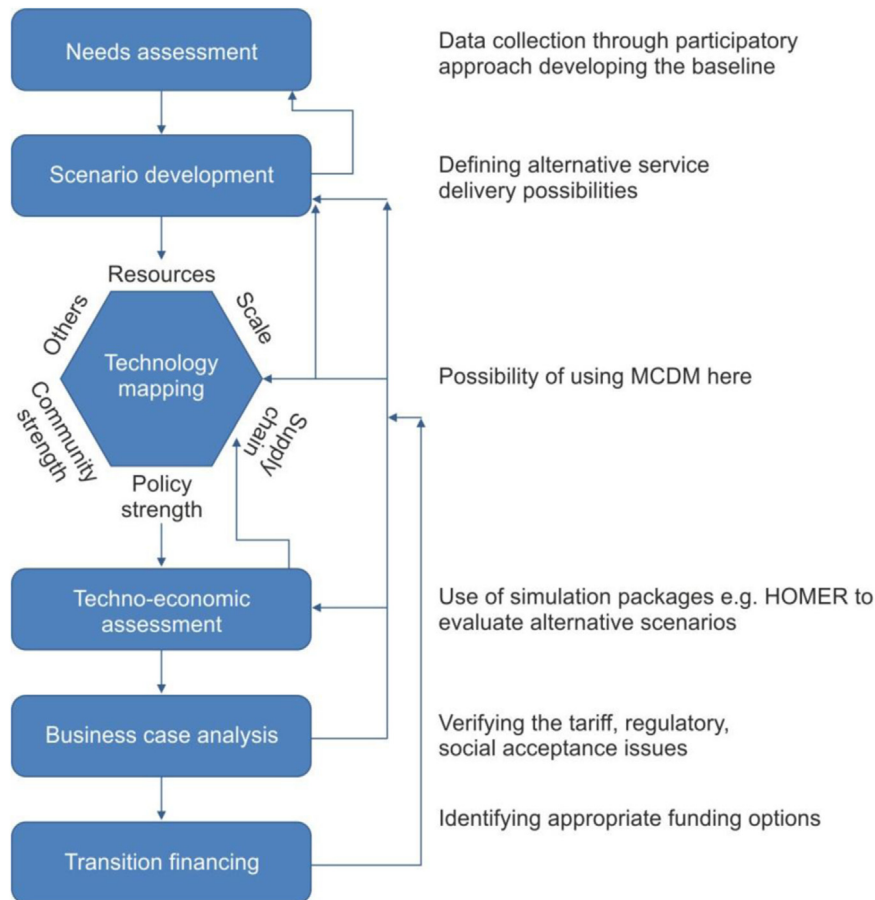 Needs assessment
Data collection through participatory
approach developing the baseline
Scenario development
Defining alternative service
delivery possibilities
Resources
Others
Scale
Technology
mapping
Possibility of using MCDM here
Community
strength
Supply
chain
Policy
strength
Techno-economic
assessment
Use of simulation packages e.g. HOMER to
evaluate alternative scenarios
Business case analysis
Verifying the tariff, regulatory,
social acceptance issues
Identifying appropriate funding options
Transition financing